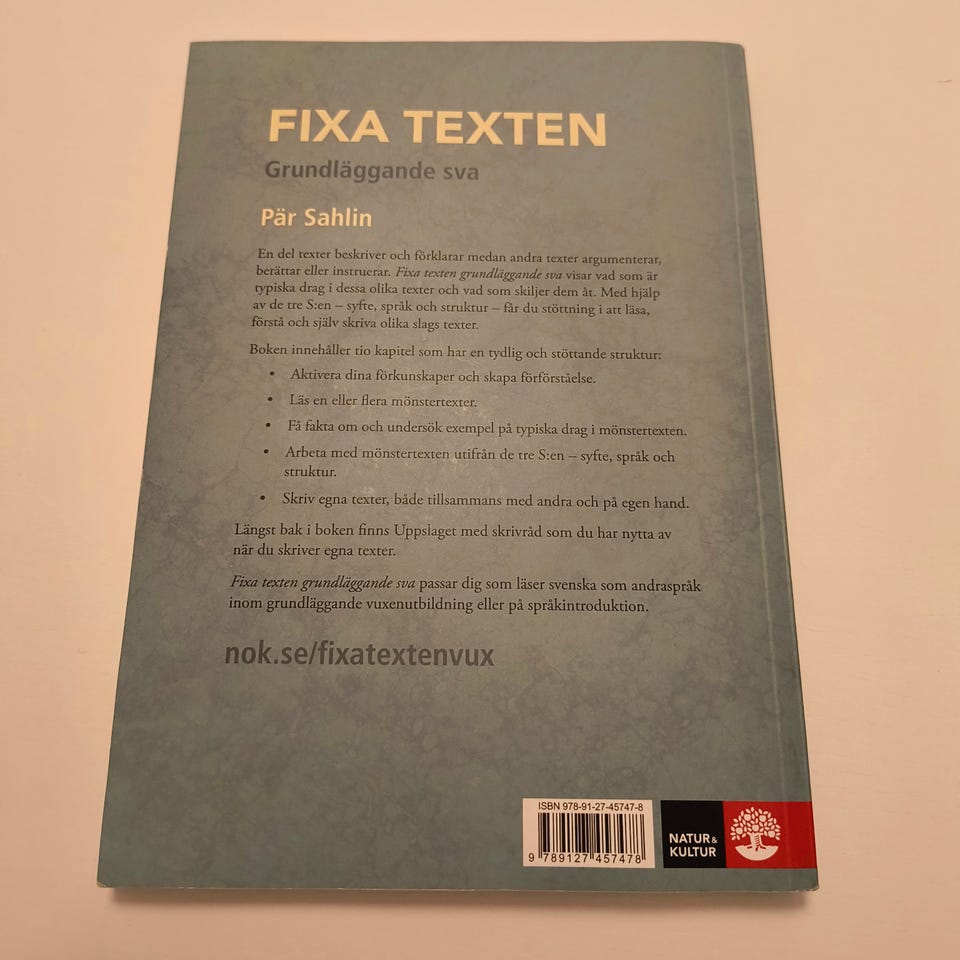 FIXA TEXTEN
Grundläggande sva
Pär Sahlin
En del texter beskriver och förklarar medan andra texter argumenterar,
berättar eller instruerar. Fixa texten grundläggande sva visar vad som är
typiska drag i dessa olika texter och vad som skiljer dem åt. Med hjälp
av de tre S:en – syfte, språk och struktur – får du stöttning i att läsa,
förstå och själv skriva olika slags texter.
Boken innehåller tio kapitel som har en tydlig och stöttande struktur:
• Aktivera dina förkunskaper och skapa förförståelse.
• Läs en eller flera mönstertexter.
• Få fakta om och undersök exempel på typiska drag i mönstertexten.
• Arbeta med mönstertexten utifrån de tre S:en – syfte, språk och
struktur.
• Skriv egna texter, både tillsammans med andra och på egen hand.
Längst bak i boken finns Uppslaget med skrivråd som du har nytta av
när du skriver egna texter.
Fixa texten grundläggande sva passar dig som läser svenska som andraspråk
inom grundläggande vuxenutbildning eller på språkintroduktion.
nok.se/fixatextenvux
ISBN 978-91-27-45747-8
9 789127 457478
NATUR &
KULTUR